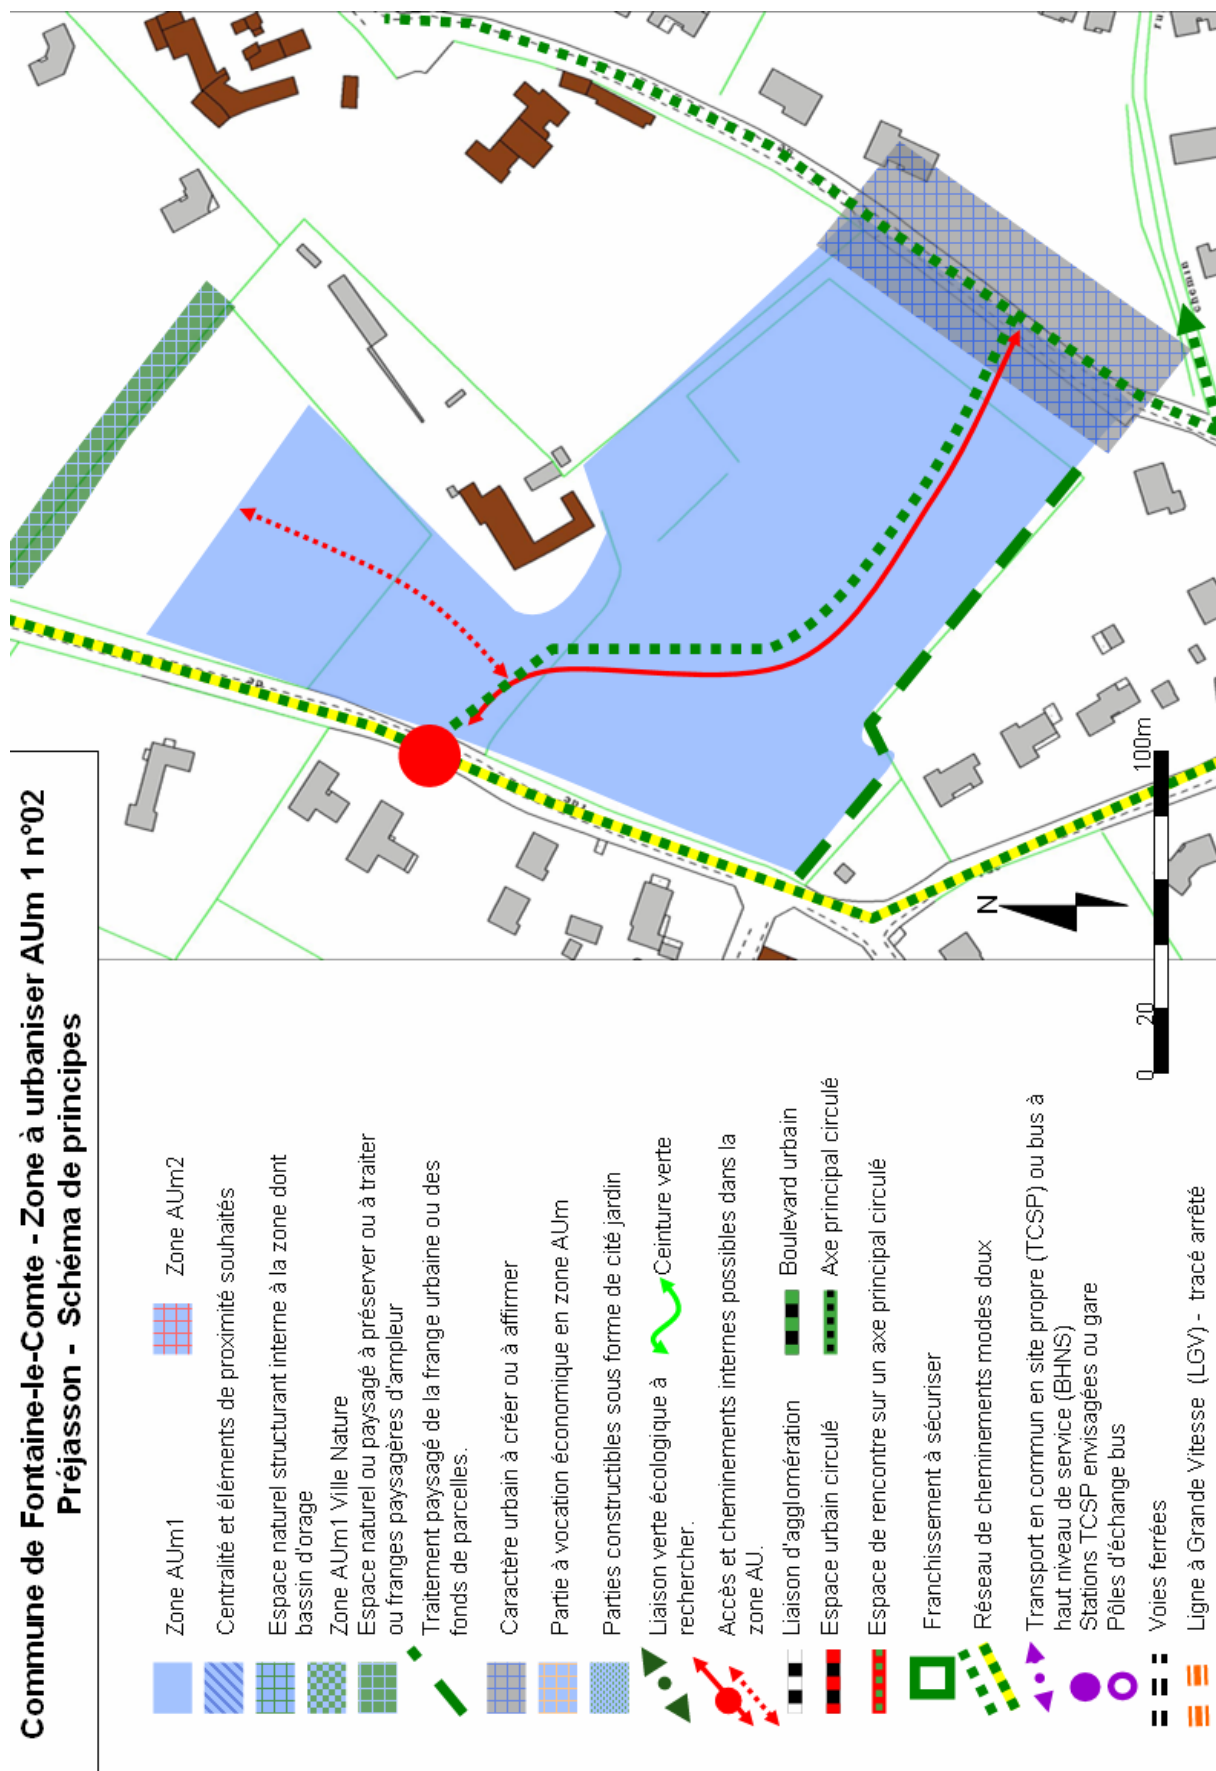 Commune de Fontaine-le-Comte - Zone à urbaniser AUm 1 n°02
Préjasson - Schéma de principes
Zone AUm1
Zone AUm2
Centralité et éléments de proximité souhaités
Espace naturel structurant interne à la zone dont
bassin d'orage
Zone AUm1 Ville Nature
Espace naturel ou paysagé à préserver ou à traiter
ou franges paysagères d'ampleur
Traitement paysagé de la frange urbaine ou des
fonds de parcelles.
Caractère urbain à créer ou à affirmer
Partie à vocation économique en zone AUm
Parties constructibles sous forme de cité jardin
Liaison verte écologique à
rechercher.
Ceinture verte
Accès et cheminements internes possibles dans la
zone AU.
Liaison d'agglomération
Boulevard urbain
Espace urbain circulé
Axe principal circulé
Espace de rencontre sur un axe principal circulé
Franchissement à sécuriser
Réseau de cheminements modes doux
Transport en commun en site propre (TCSP) ou bus à
haut niveau de service (BHNS)
Stations TCSP envisagées ou gare
Pôles d'échange bus
Voies ferrées
Ligne à Grande Vitesse (LGV) - tracé arrêté
0 20 100m
N
de
rue
de
ru
chemin